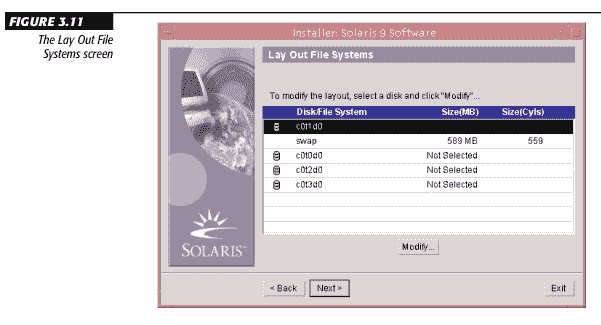 FIGURE 3.11
The Lay Out File
Systems screen
Installer: Solaris 9 Software
Lay Out File Systems
To modify the layout, select a disk and click "Modify"...
Disk/File System Size(MB) Size(Cyls)
c0t1d0
swap 589 MB 559
c0t0d0 Not Selected
c0t2d0 Not Selected
c0t3d0 Not Selected
Modify...
SOLARIS™
< Back Next > Exit